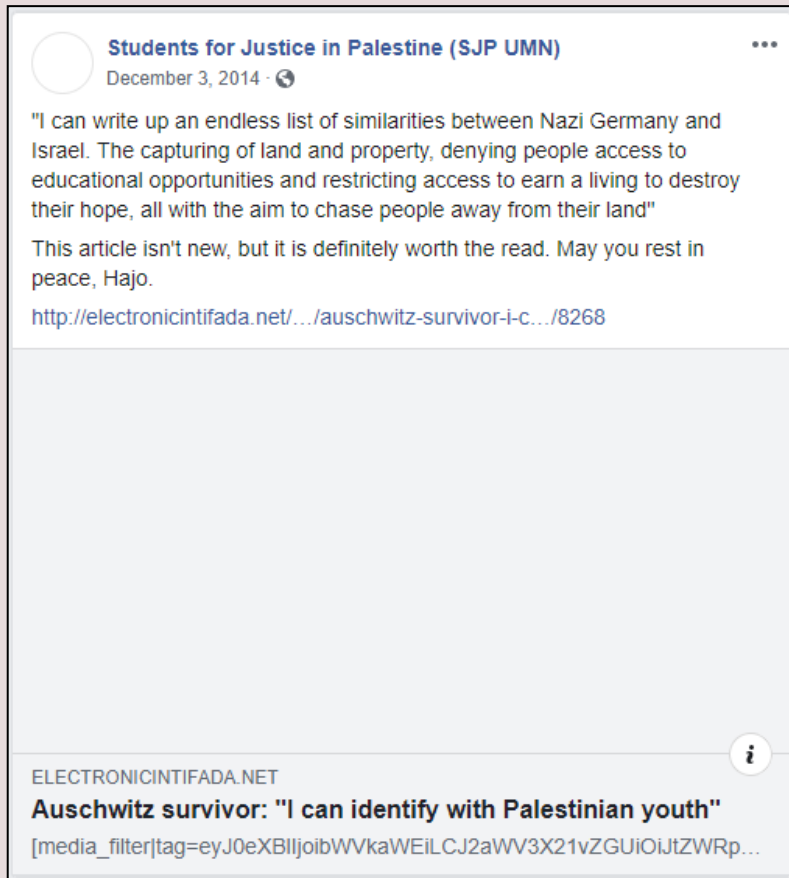 Students for Justice in Palestine (SJP UMN)
December 3, 2014 ·
"I can write up an endless list of similarities between Nazi Germany and
Israel. The capturing of land and property, denying people access to
educational opportunities and restricting access to earn a living to destroy
their hope, all with the aim to chase people away from their land"
This article isn't new, but it is definitely worth the read. May you rest in
peace, Hajo.
http://electronicintifada.net/…/auschwitz-survivor-i-c…/8268
i
ELECTRONICINTIFADA.NET
Auschwitz survivor: "I can identify with Palestinian youth"
[media_filter|tag=eyJ0eXBlIjoibWVkaWEiLCJ2aWV3X21vZGUiOiJtZWRp…